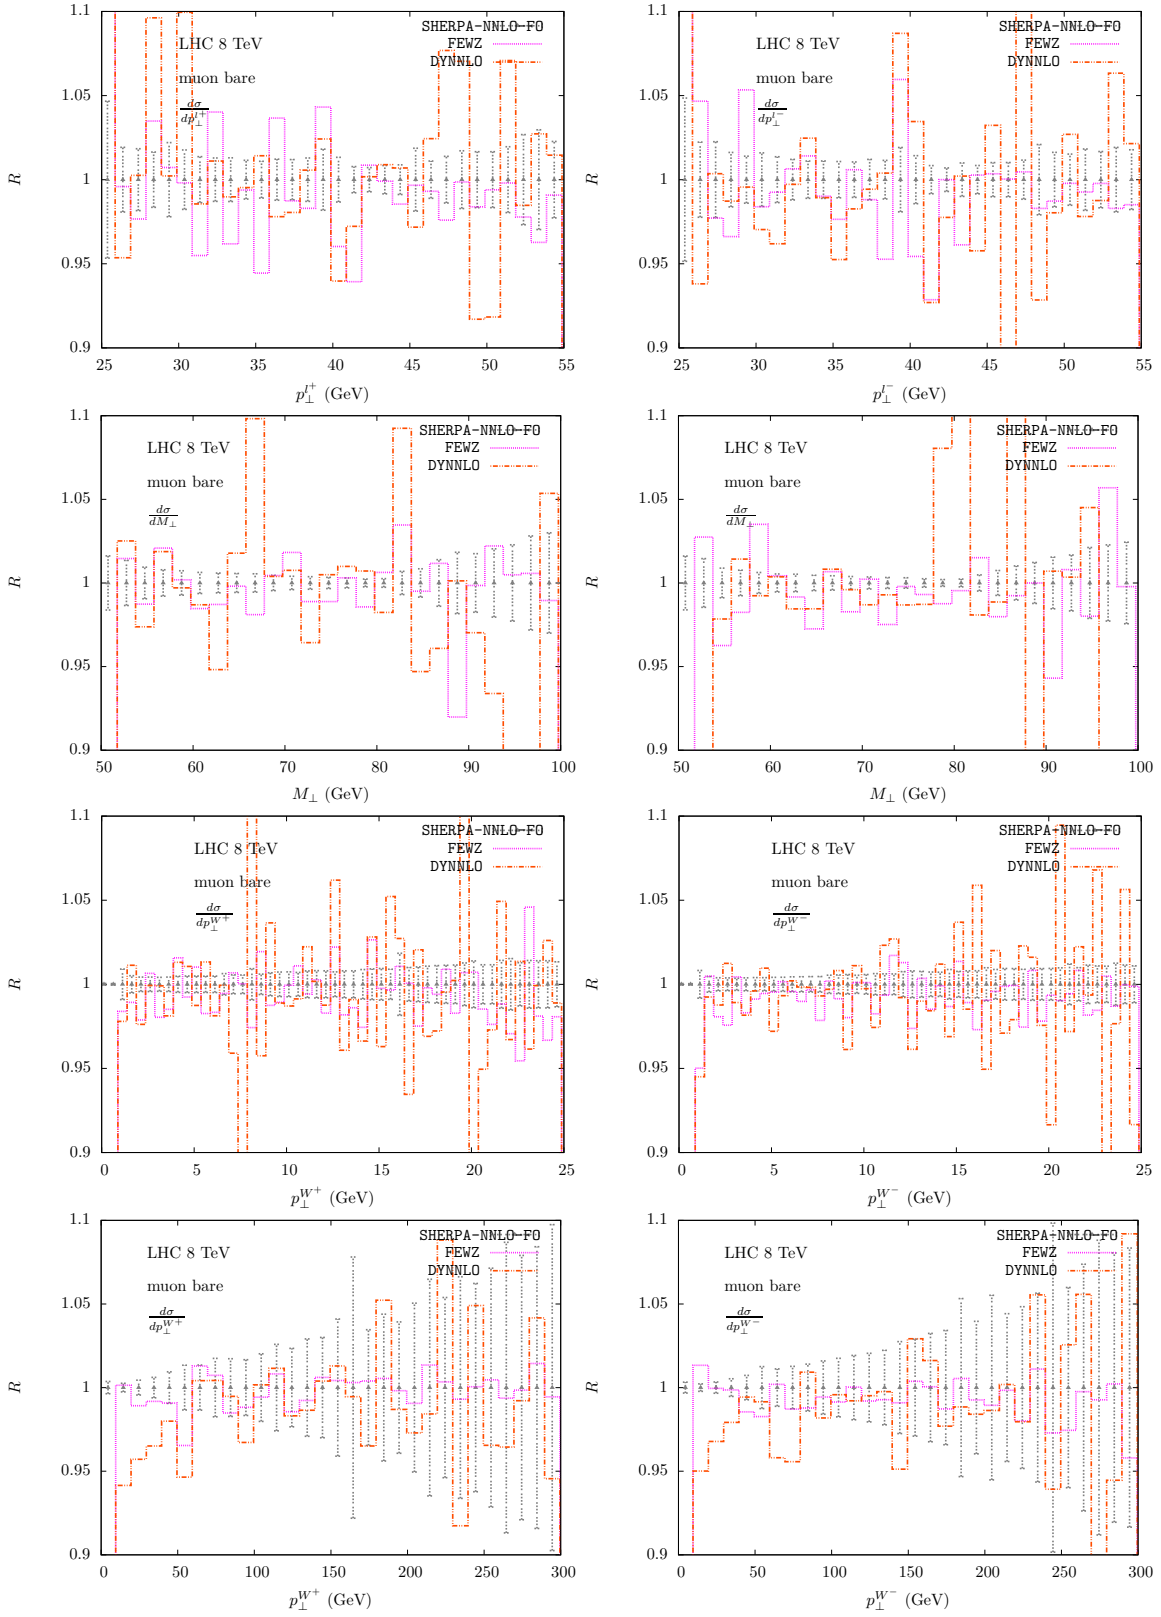 1.1
1.05
1
0.95
0.9
R
LHC 8 TeV
muon bare
dσ/dp⊥^{l+}
SHERPA-NNLO-FO
FEWZ
DYNNLO
25 30 35 40 45 50 55
p⊥^{l+} (GeV)
1.1
1.05
1
0.95
0.9
R
LHC 8 TeV
muon bare
dσ/dp⊥^{l−}
SHERPA-NNLO-FO
FEWZ
DYNNLO
25 30 35 40 45 50 55
p⊥^{l−} (GeV)
1.1
1.05
1
0.95
0.9
R
LHC 8 TeV
muon bare
dσ/dM⊥
SHERPA-NNLO-FO
FEWZ
DYNNLO
50 60 70 80 90 100
M⊥ (GeV)
1.1
1.05
1
0.95
0.9
R
LHC 8 TeV
muon bare
dσ/dM⊥
SHERPA-NNLO-FO
FEWZ
DYNNLO
50 60 70 80 90 100
M⊥ (GeV)
1.1
1.05
1
0.95
0.9
R
LHC 8 TeV
muon bare
dσ/dp⊥^{W+}
SHERPA-NNLO-FO
FEWZ
DYNNLO
0 5 10 15 20 25
p⊥^{W+} (GeV)
1.1
1.05
1
0.95
0.9
R
LHC 8 TeV
muon bare
dσ/dp⊥^{W−}
SHERPA-NNLO-FO
FEWZ
DYNNLO
0 5 10 15 20 25
p⊥^{W−} (GeV)
1.1
1.05
1
0.95
0.9
R
LHC 8 TeV
muon bare
dσ/dp⊥^{W+}
SHERPA-NNLO-FO
FEWZ
DYNNLO
0 50 100 150 200 250 300
p⊥^{W+} (GeV)
1.1
1.05
1
0.95
0.9
R
LHC 8 TeV
muon bare
dσ/dp⊥^{W−}
SHERPA-NNLO-FO
FEWZ
DYNNLO
0 50 100 150 200 250 300
p⊥^{W−} (GeV)